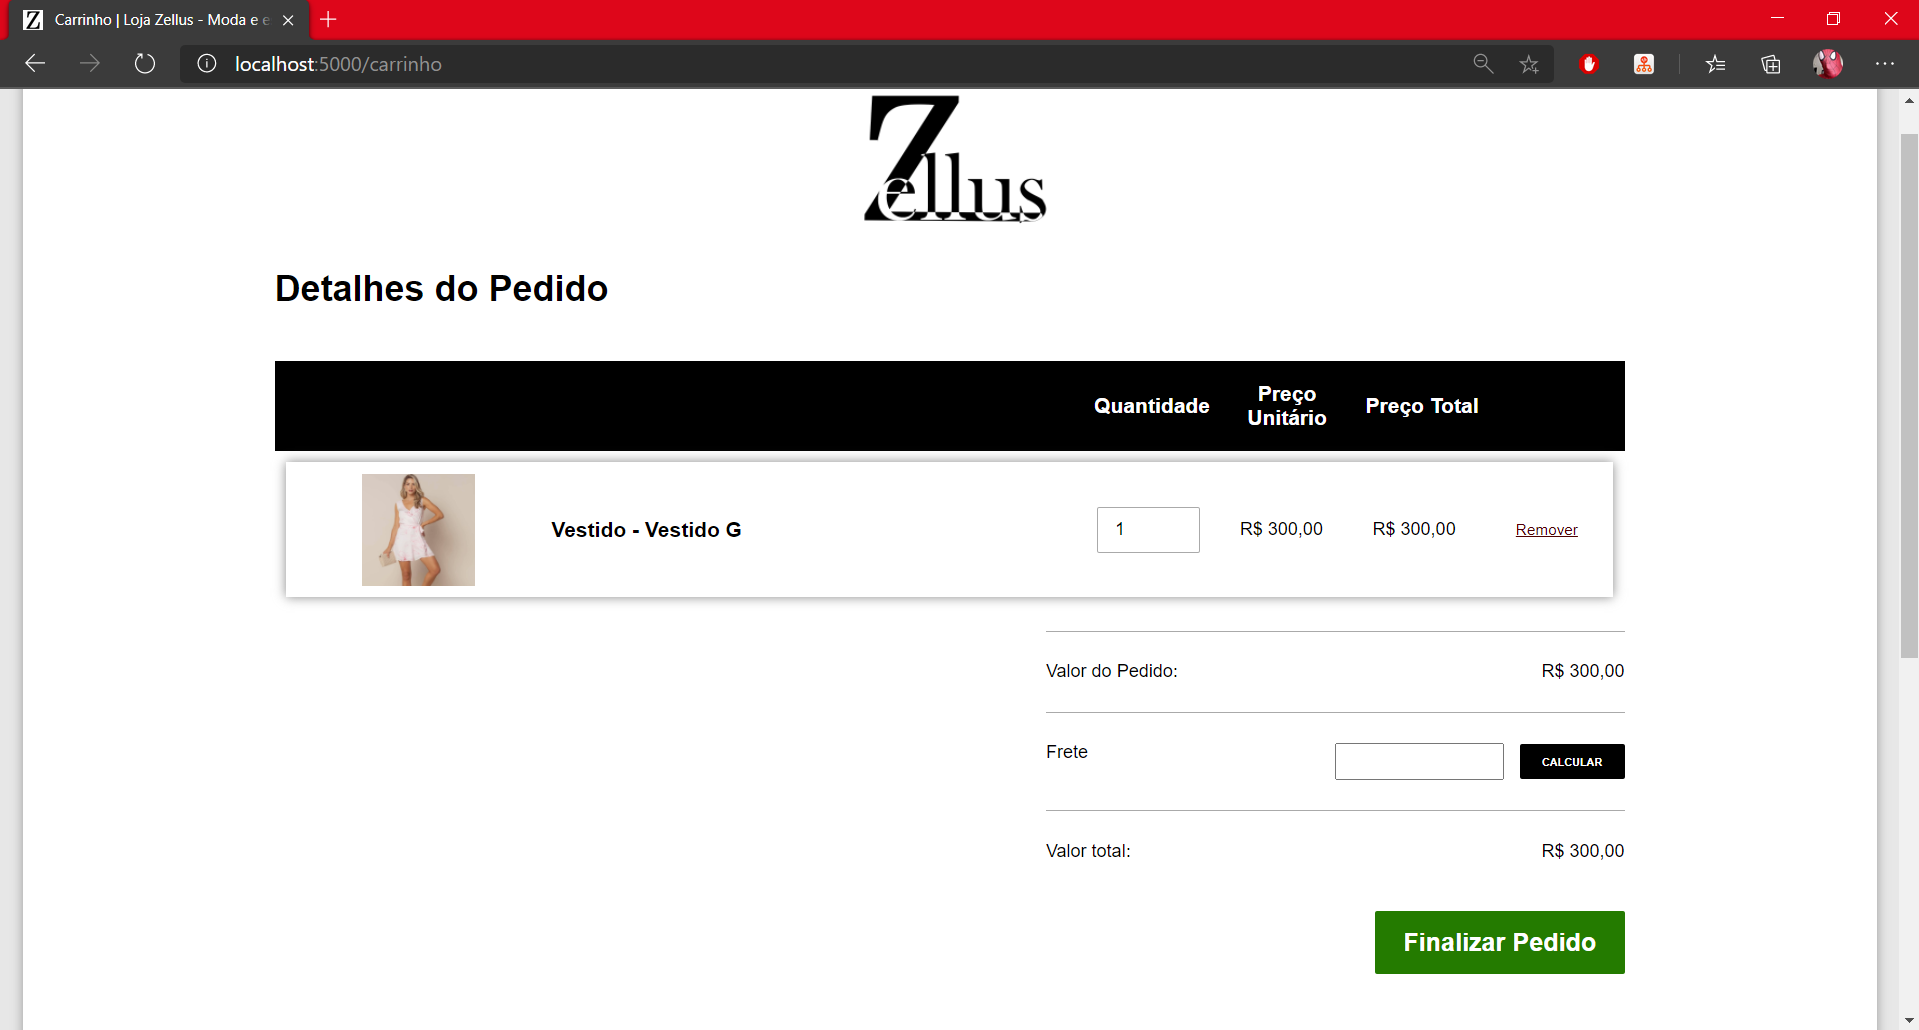 Carrinho | Loja Zellus - Moda e e
localhost:5000/carrinho
Zellus
Detalhes do Pedido
Quantidade
Preço
Unitário
Preço Total
Vestido - Vestido G
1
R$ 300,00
R$ 300,00
Remover
Valor do Pedido:
R$ 300,00
Frete
CALCULAR
Valor total:
R$ 300,00
Finalizar Pedido